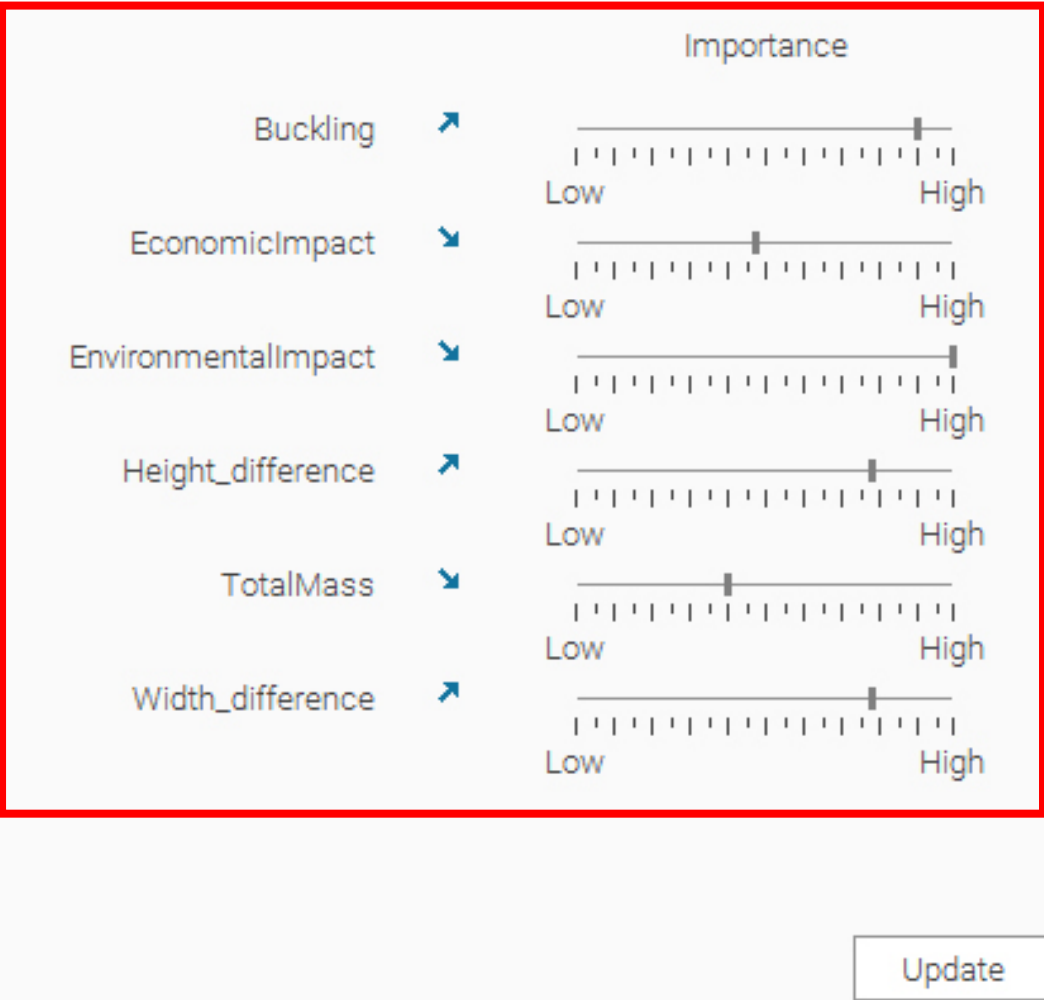 Importance
Buckling
Low High
EconomicImpact
Low High
EnvironmentalImpact
Low High
Height_difference
Low High
TotalMass
Low High
Width_difference
Low High
Update